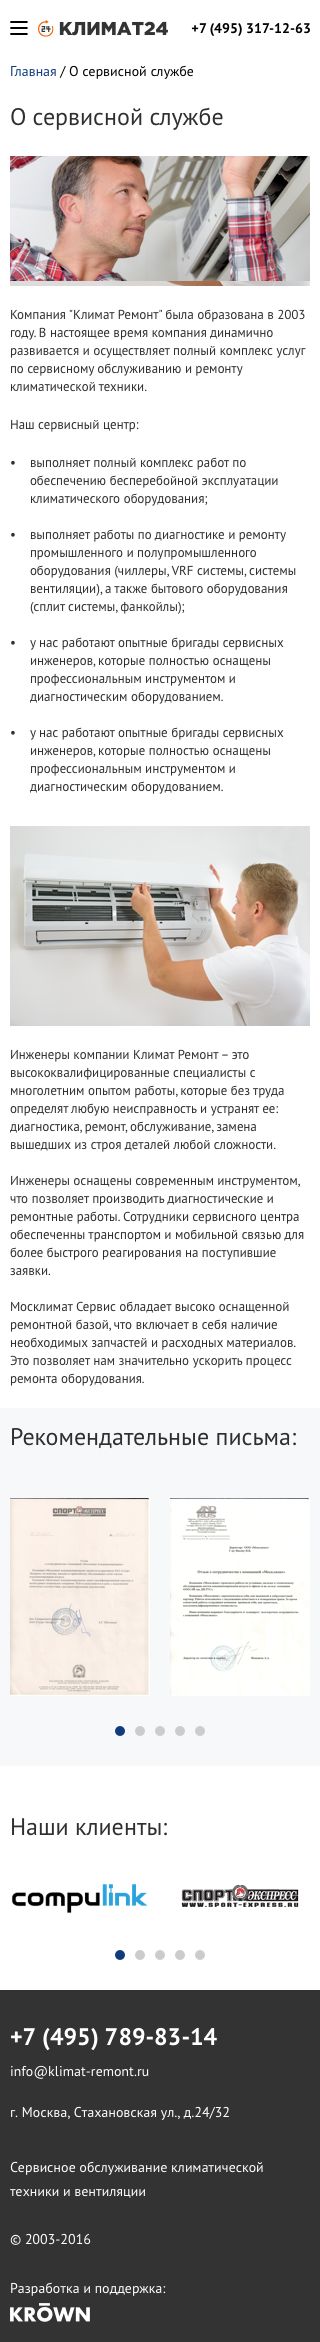 24 КЛИМАТ24 +7 (495) 317-12-63
Главная / О сервисной службе
О сервисной службе
Компания "Климат Ремонт" была образована в 2003
году. В настоящее время компания динамично
развивается и осуществляет полный комплекс услуг
по сервисному обслуживанию и ремонту
климатической техники.
Наш сервисный центр:
• выполняет полный комплекс работ по
обеспечению бесперебойной эксплуатации
климатического оборудования;
• выполняет работы по диагностике и ремонту
промышленного и полупромышленного
оборудования (чиллеры, VRF системы, системы
вентиляции), а также бытового оборудования
(сплит системы, фанкойлы);
• у нас работают опытные бригады сервисных
инженеров, которые полностью оснащены
профессиональным инструментом и
диагностическим оборудованием.
• у нас работают опытные бригады сервисных
инженеров, которые полностью оснащены
профессиональным инструментом и
диагностическим оборудованием.
Инженеры компании Климат Ремонт – это
высококвалифицированные специалисты с
многолетним опытом работы, которые без труда
определят любую неисправность и устранят ее:
диагностика, ремонт, обслуживание, замена
вышедших из строя деталей любой сложности.
Инженеры оснащены современным инструментом,
что позволяет производить диагностические и
ремонтные работы. Сотрудники сервисного центра
обеспеченны транспортом и мобильной связью для
более быстрого реагирования на поступившие
заявки.
Москлимат Сервис обладает высоко оснащенной
ремонтной базой, что включает в себя наличие
необходимых запчастей и расходных материалов.
Это позволяет нам значительно ускорить процесс
ремонта оборудования.
Рекомендательные письма:
СПОРТ ЭКСПРЕСС
Отзыв о сотрудничестве с компанией
Наши клиенты:
compulink
СПОРТ ЭКСПРЕСС
WWW.SPORT-EXPRESS.RU
+7 (495) 789-83-14
info@klimat-remont.ru
г. Москва, Стахановская ул., д.24/32
Сервисное обслуживание климатической
техники и вентиляции
© 2003-2016
Разработка и поддержка:
KRŌWN